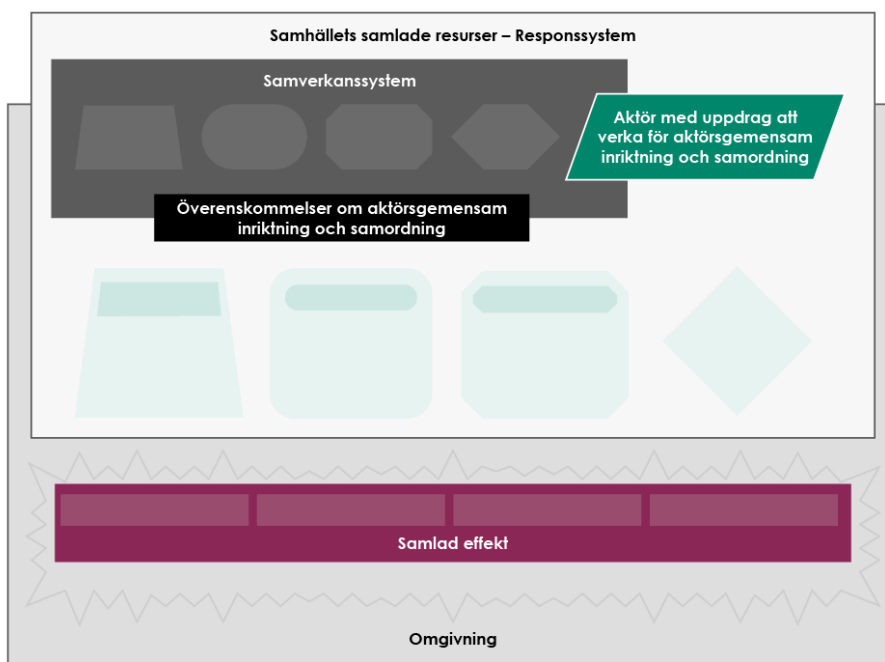 Samhällets samlade resurser – Responssystem
Samverkanssystem
Aktör med uppdrag att
verka för aktörsgemensam
inriktning och samordning
Överenskommelser om aktörsgemensam
inriktning och samordning
Samlad effekt
Omgivning